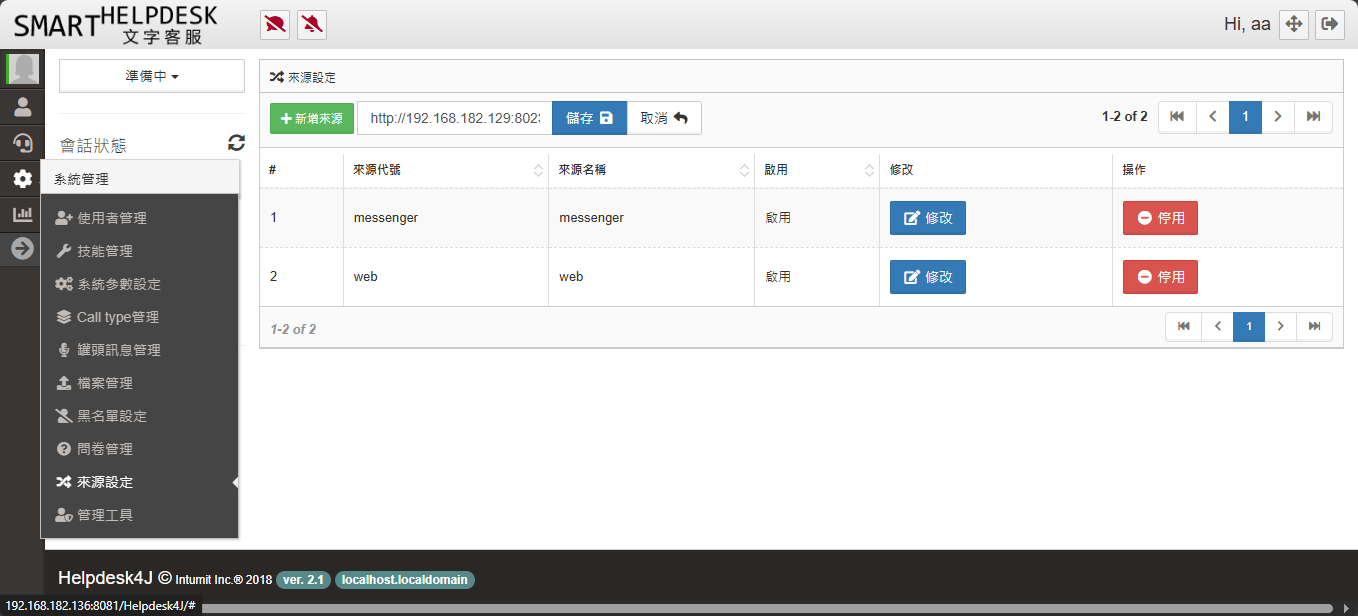 SMART HELPDESK
文字客服
Hi, aa
準備中
會話狀態
系統管理
使用者管理
技能管理
系統參數設定
Call type管理
罐頭訊息管理
檔案管理
黑名單設定
問卷管理
來源設定
管理工具
來源設定
新增來源 http://192.168.182.129:802 儲存 取消 1-2 of 2 1
# 來源代號 來源名稱 啟用 修改 操作
1 messenger messenger 啟用 修改 停用
2 web web 啟用 修改 停用
1-2 of 2 1
Helpdesk4J © Intumit Inc.® 2018 ver. 2.1 localhost.localdomain
192.168.182.136:8081/Helpdesk4J/#